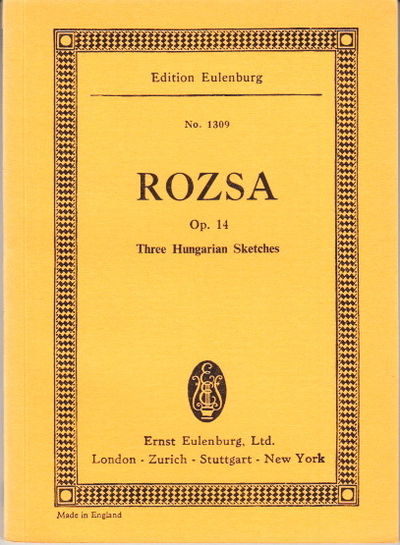 Edition Eulenburg
No. 1309
ROZSA
Op. 14
Three Hungarian Sketches
E
Ernst Eulenburg, Ltd.
London - Zurich - Stuttgart - New York
Made in England